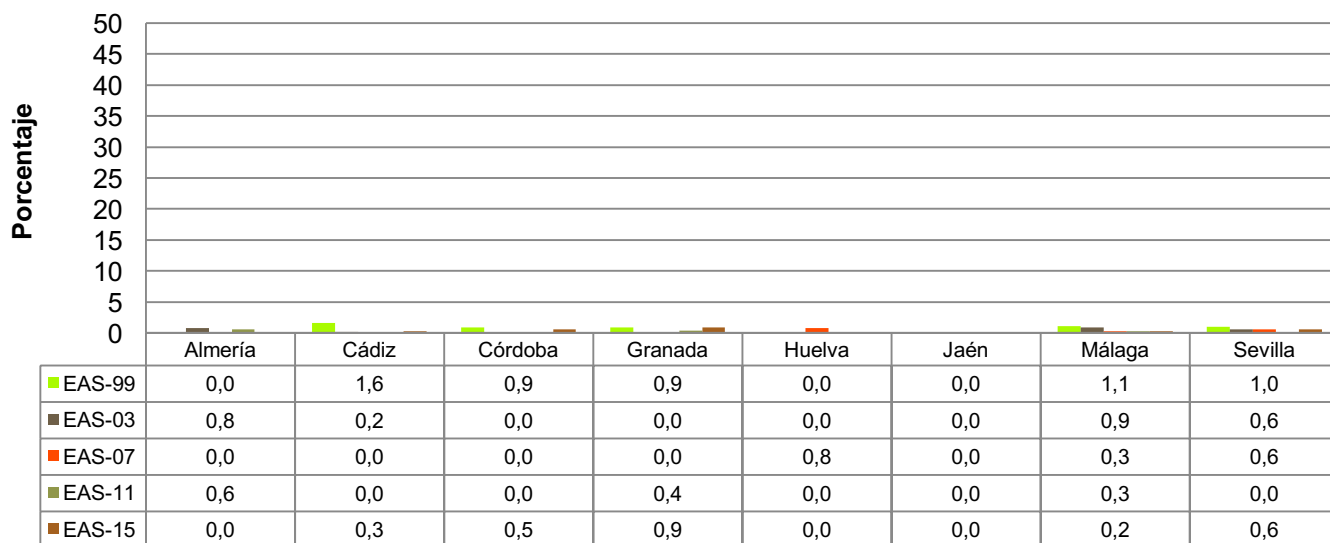 Porcentaje
50
45
40
35
30
25
20
15
10
5
0
Almería Cádiz Córdoba Granada Huelva Jaén Málaga Sevilla
EAS-99 0,0 1,6 0,9 0,9 0,0 0,0 1,1 1,0
EAS-03 0,8 0,2 0,0 0,0 0,0 0,0 0,9 0,6
EAS-07 0,0 0,0 0,0 0,0 0,8 0,0 0,3 0,6
EAS-11 0,6 0,0 0,0 0,4 0,0 0,0 0,3 0,0
EAS-15 0,0 0,3 0,5 0,9 0,0 0,0 0,2 0,6